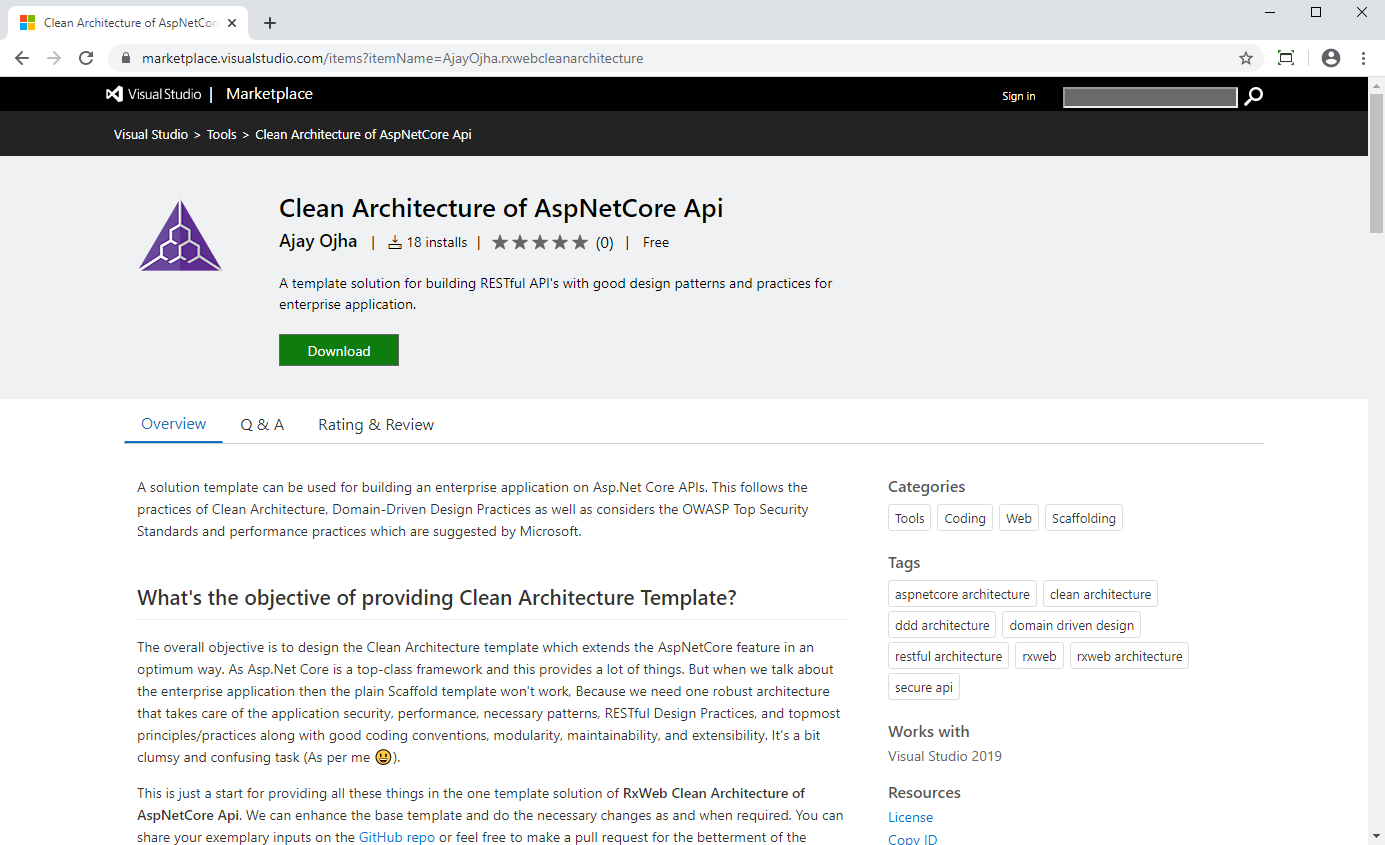 Clean Architecture of AspNetCor
marketplace.visualstudio.com/items?itemName=AjayOjha.rxwebcleanarchitecture
Visual Studio | Marketplace
Sign in
Visual Studio > Tools > Clean Architecture of AspNetCore Api
Clean Architecture of AspNetCore Api
Ajay Ojha | 18 installs | (0) | Free
A template solution for building RESTful API's with good design patterns and practices for
enterprise application.
Download
Overview Q & A Rating & Review
A solution template can be used for building an enterprise application on Asp.Net Core APIs. This follows the
practices of Clean Architecture, Domain-Driven Design Practices as well as considers the OWASP Top Security
Standards and performance practices which are suggested by Microsoft.
What's the objective of providing Clean Architecture Template?
The overall objective is to design the Clean Architecture template which extends the AspNetCore feature in an
optimum way. As Asp.Net Core is a top-class framework and this provides a lot of things. But when we talk about
the enterprise application then the plain Scaffold template won't work, Because we need one robust architecture
that takes care of the application security, performance, necessary patterns, RESTful Design Practices, and topmost
principles/practices along with good coding conventions, modularity, maintainability, and extensibility. It's a bit
clumsy and confusing task (As per me 😀).
This is just a start for providing all these things in the one template solution of RxWeb Clean Architecture of
AspNetCore Api. We can enhance the base template and do the necessary changes as and when required. You can
share your exemplary inputs on the GitHub repo or feel free to make a pull request for the betterment of the
Categories
Tools Coding Web Scaffolding
Tags
aspnetcore architecture clean architecture
ddd architecture domain driven design
restful architecture rxweb rxweb architecture
secure api
Works with
Visual Studio 2019
Resources
License
Copy ID